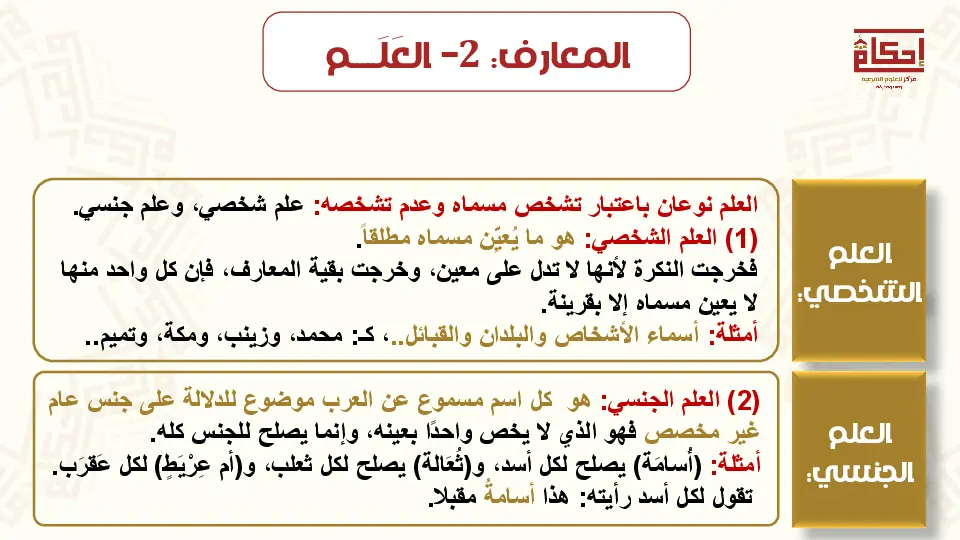 المعارف: 2- العَلَـــم
إحكام
مركز للعلوم الشرعية
العلم الشخصي:
العلم نوعان باعتبار تشخص مسماه وعدم تشخصه: علم شخصي، وعلم جنسي.
(1) العلم الشخصي: هو ما يُعيّن مسماه مطلقاً.
فخرجت النكرة لأنها لا تدل على معين، وخرجت بقية المعارف، فإن كل واحد منها
لا يعين مسماه إلا بقرينة.
أمثلة: أسماء الأشخاص والبلدان والقبائل..، كـ: محمد، وزينب، ومكة، وتميم..
العلم الجنسي:
(2) العلم الجنسي: هو كل اسم مسموع عن العرب موضوع للدلالة على جنس عام
غير مخصص فهو الذي لا يخص واحدًا بعينه، وإنما يصلح للجنس كله.
أمثلة: (أُسامَة) يصلح لكل أسد، و(ثُعَالة) يصلح لكل ثعلب، و(أم عِرْيَطٍ) لكل عَقرَب.
تقول لكل أسد رأيته: هذا أسامةُ مقبلا.